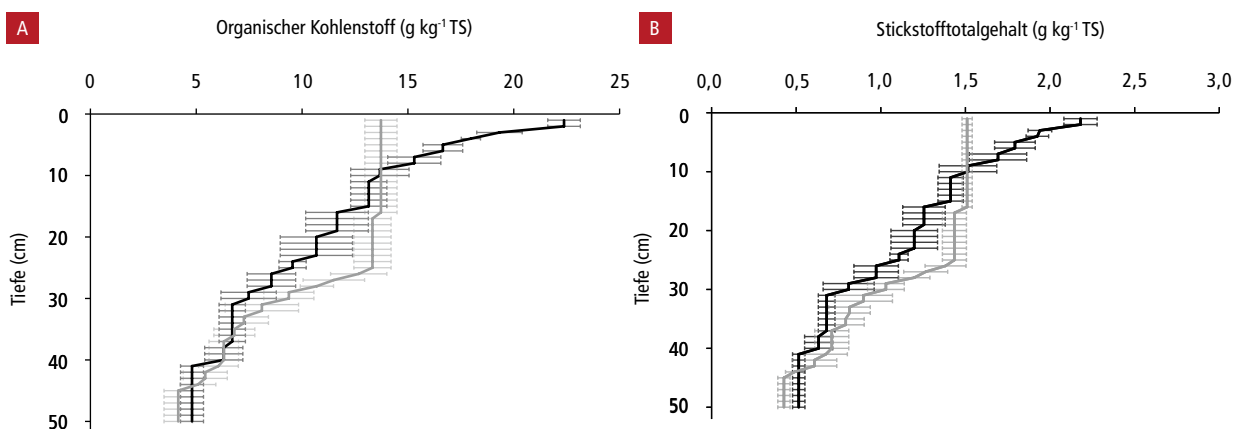 A
Organischer Kohlenstoff (g kg-1 TS)
0 5 10 15 20 25
0
10
20
30
40
50
Tiefe (cm)
B
Stickstofftotalgehalt (g kg-1 TS)
0,0 0,5 1,0 1,5 2,0 2,5 3,0
0
10
20
30
40
50
Tiefe (cm)